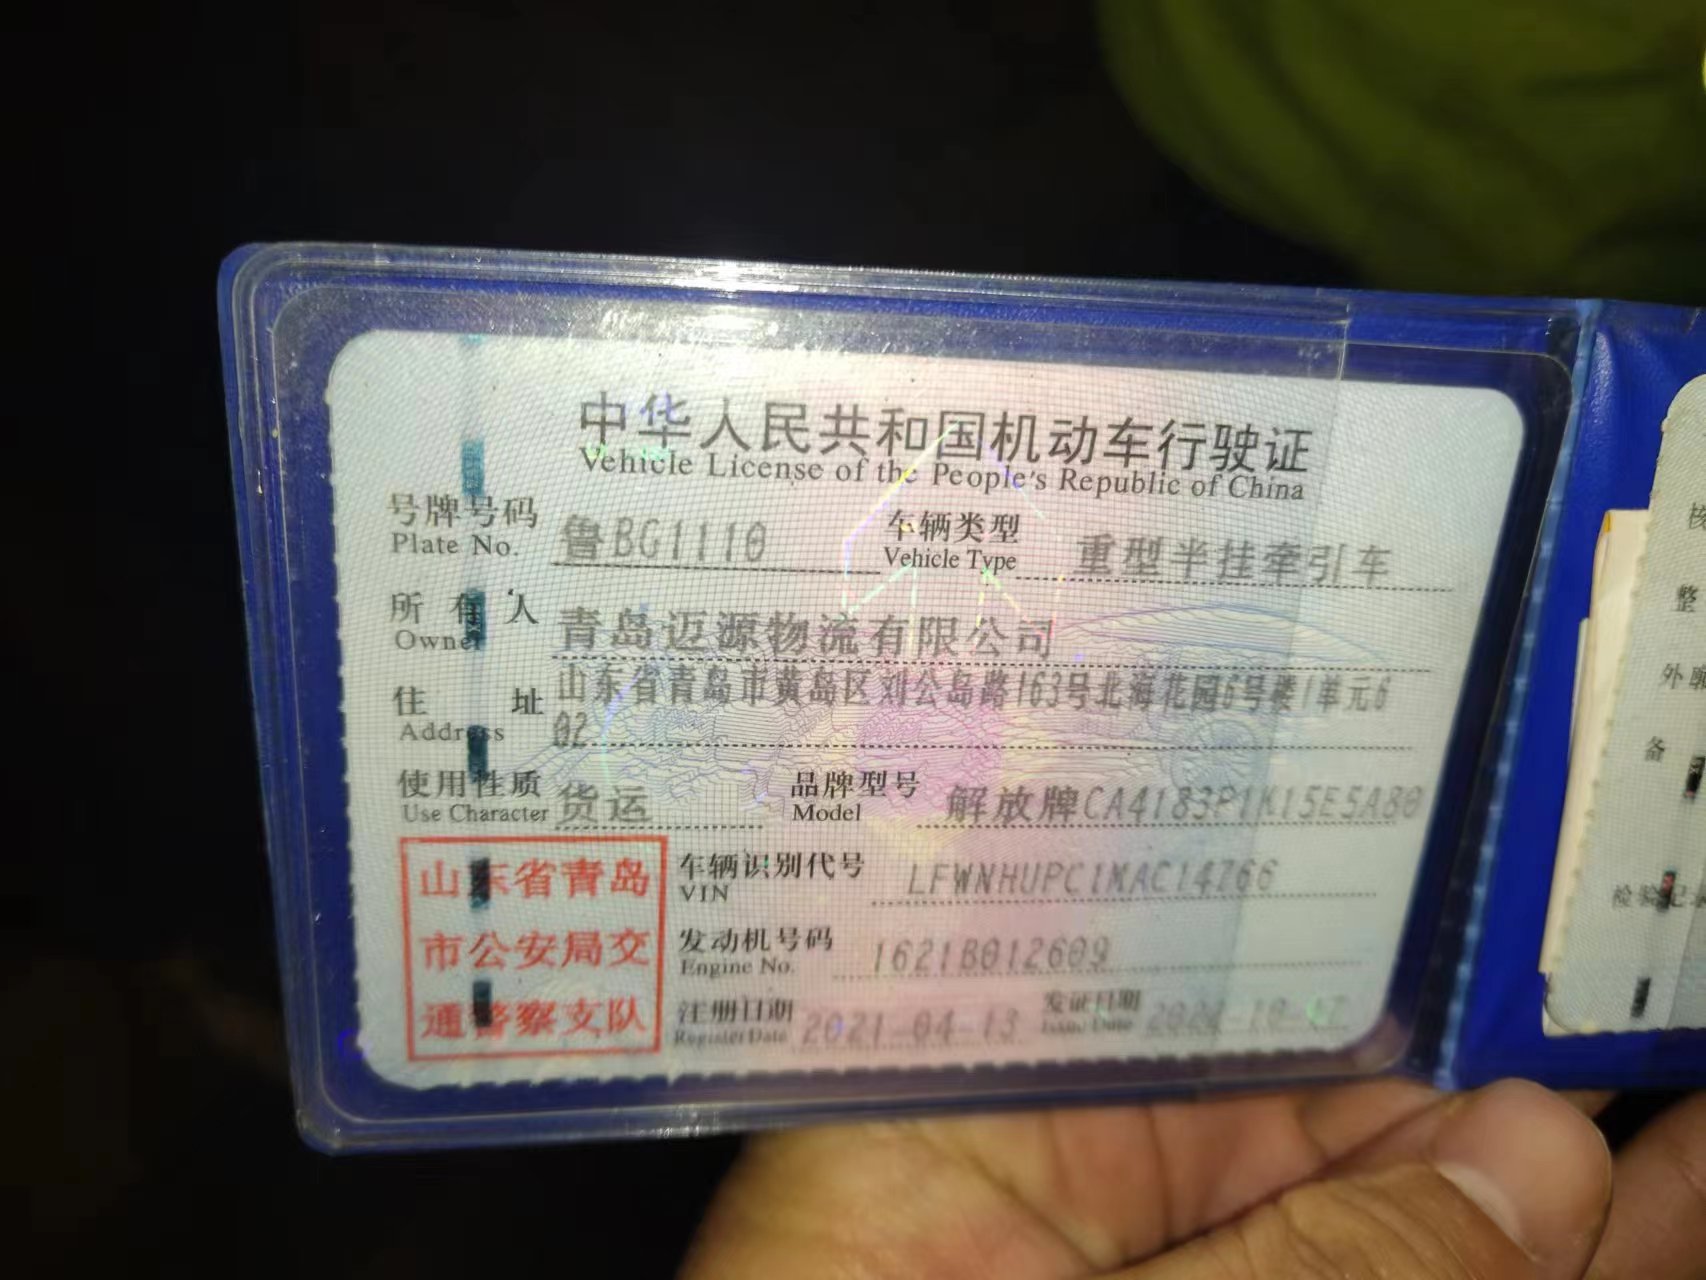 中华人民共和国机动车行驶证
Vehicle License of the People's Republic of China
号牌号码 鲁BG1110 车辆类型 重型半挂牵引车
Plate No. Vehicle Type
所有人 青岛迈源物流有限公司
Owner
住址 山东省青岛市黄岛区刘公岛路163号北海花园6号楼1单元6
Address 02
使用性质 货运 品牌型号 解放牌CA4183P1K15E5A80
Use Character Model
山东省青岛
市公安局交
通警察支队
车辆识别代号 LFWNHUPC1MAC14766
VIN
发动机号码 1621B012609
Engine No.
注册日期 2021-04-13 发证日期
Register Date Issue Date
核
整
外廓
备
检验记录